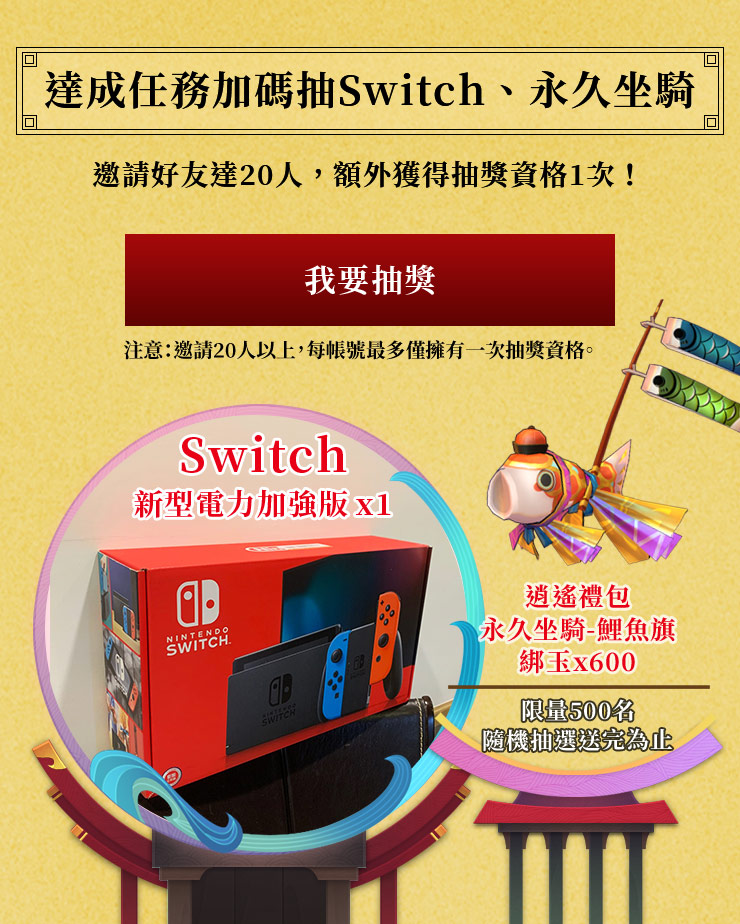 達成任務加碼抽Switch、永久坐騎
邀請好友達20人，額外獲得抽獎資格1次！
我要抽獎
注意：邀請20人以上，每帳號最多僅擁有一次抽獎資格。
Switch
新型電力加強版 x1
NINTENDO
SWITCH
NINTENDO
SWITCH
逍遙禮包
永久坐騎-鯉魚旗
綁玉x600
限量500名
隨機抽選送完為止